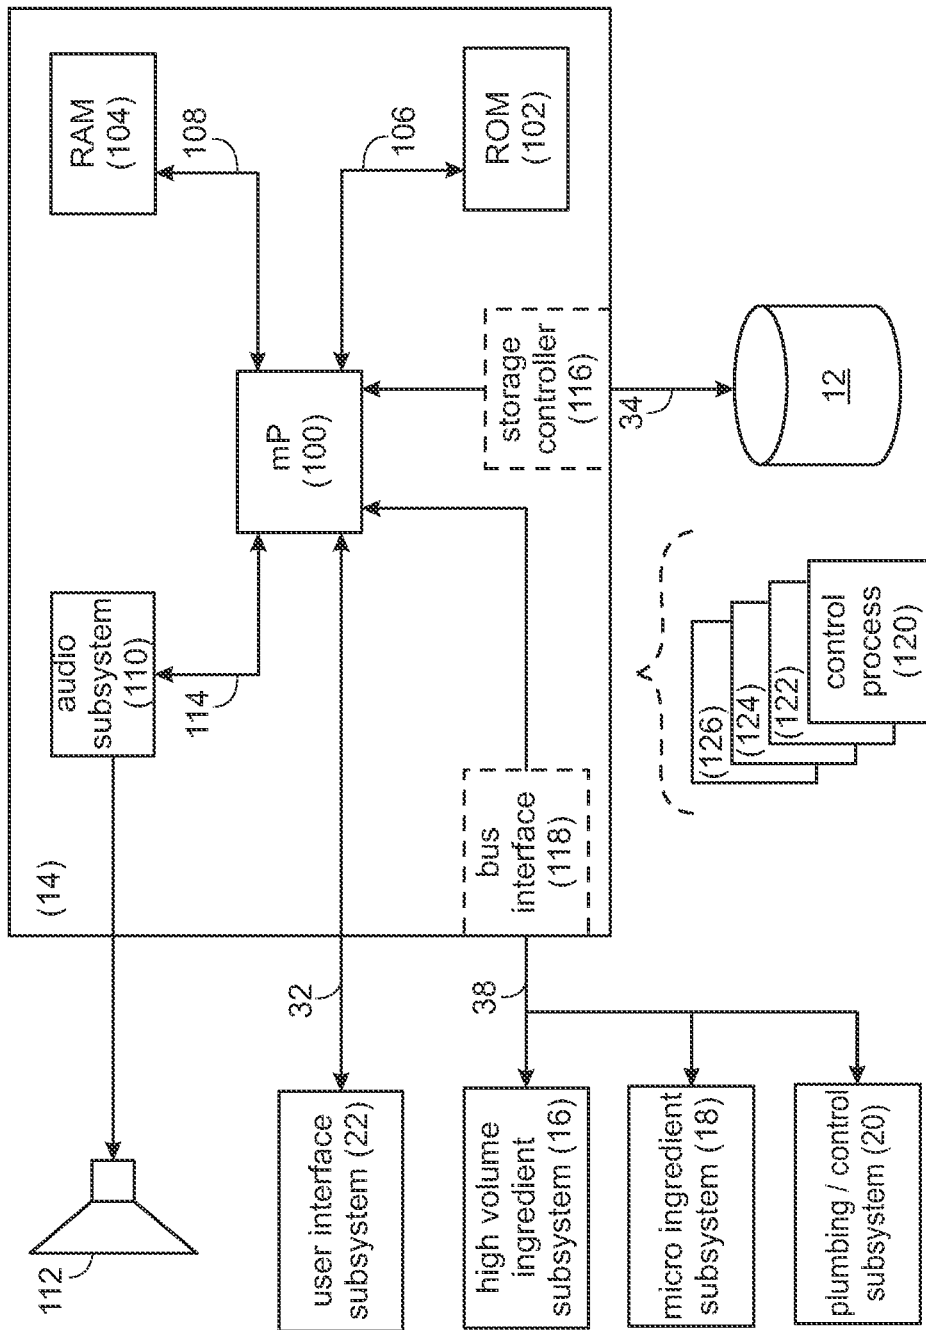 112
(14)
audio
subsystem
(110)
114
RAM
(104)
108
mP
(100)
106
ROM
(102)
user interface
subsystem (22)
32
high volume
ingredient
subsystem (16)
38
bus
interface
(118)
storage
controller
(116)
34
12
micro ingredient
subsystem (18)
plumbing / control
subsystem (20)
(126)
(124)
(122)
control
process
(120)